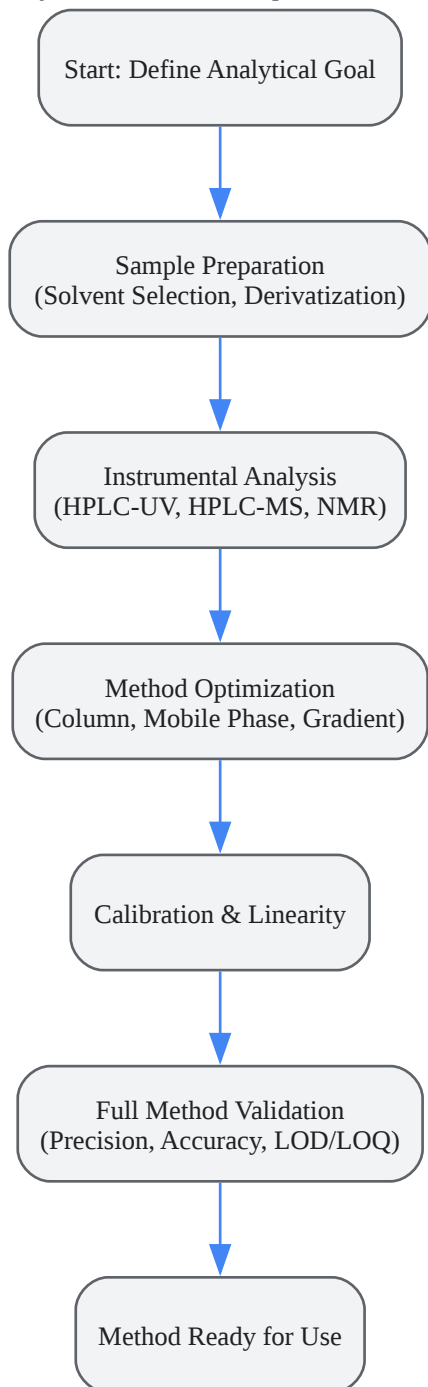 Start: Define Analytical Goal
Sample Preparation
(Solvent Selection, Derivatization)
Instrumental Analysis
(HPLC-UV, HPLC-MS, NMR)
Method Optimization
(Column, Mobile Phase, Gradient)
Calibration & Linearity
Full Method Validation
(Precision, Accuracy, LOD/LOQ)
Method Ready for Use